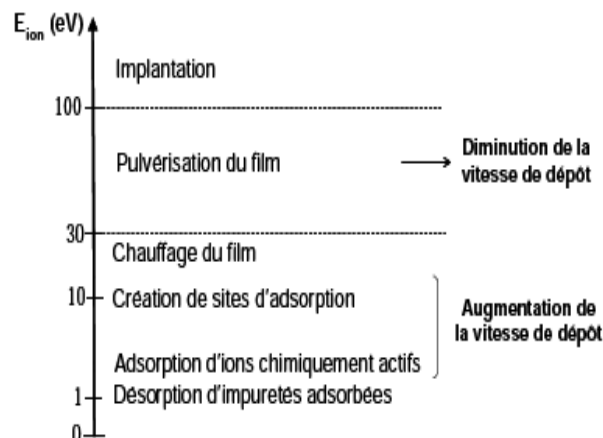 E_ion (eV)
Implantation
100
Pulvérisation du film
Diminution de la
vitesse de dépôt
30
Chauffage du film
10
Création de sites d'adsorption
Augmentation de
la vitesse de dépôt
Adsorption d'ions chimiquement actifs
1
Désorption d'impuretés adsorbées
0